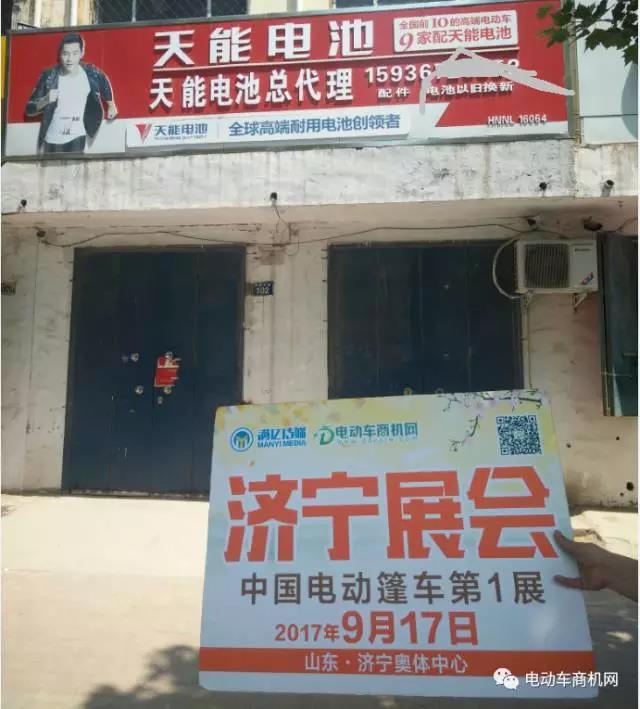 天能电池
全国前10的高端电动车
9家配天能电池
天能电池总代理 15936
配件 电池以旧换新
天能电池 全球高端耐用电池创领者
HNNL 16064
102
满亿传媒
MANYI MEDIA
电动车商机网
济宁展会
中国电动篷车第1展
2017年9月17日
山东·济宁奥体中心
电动车商机网